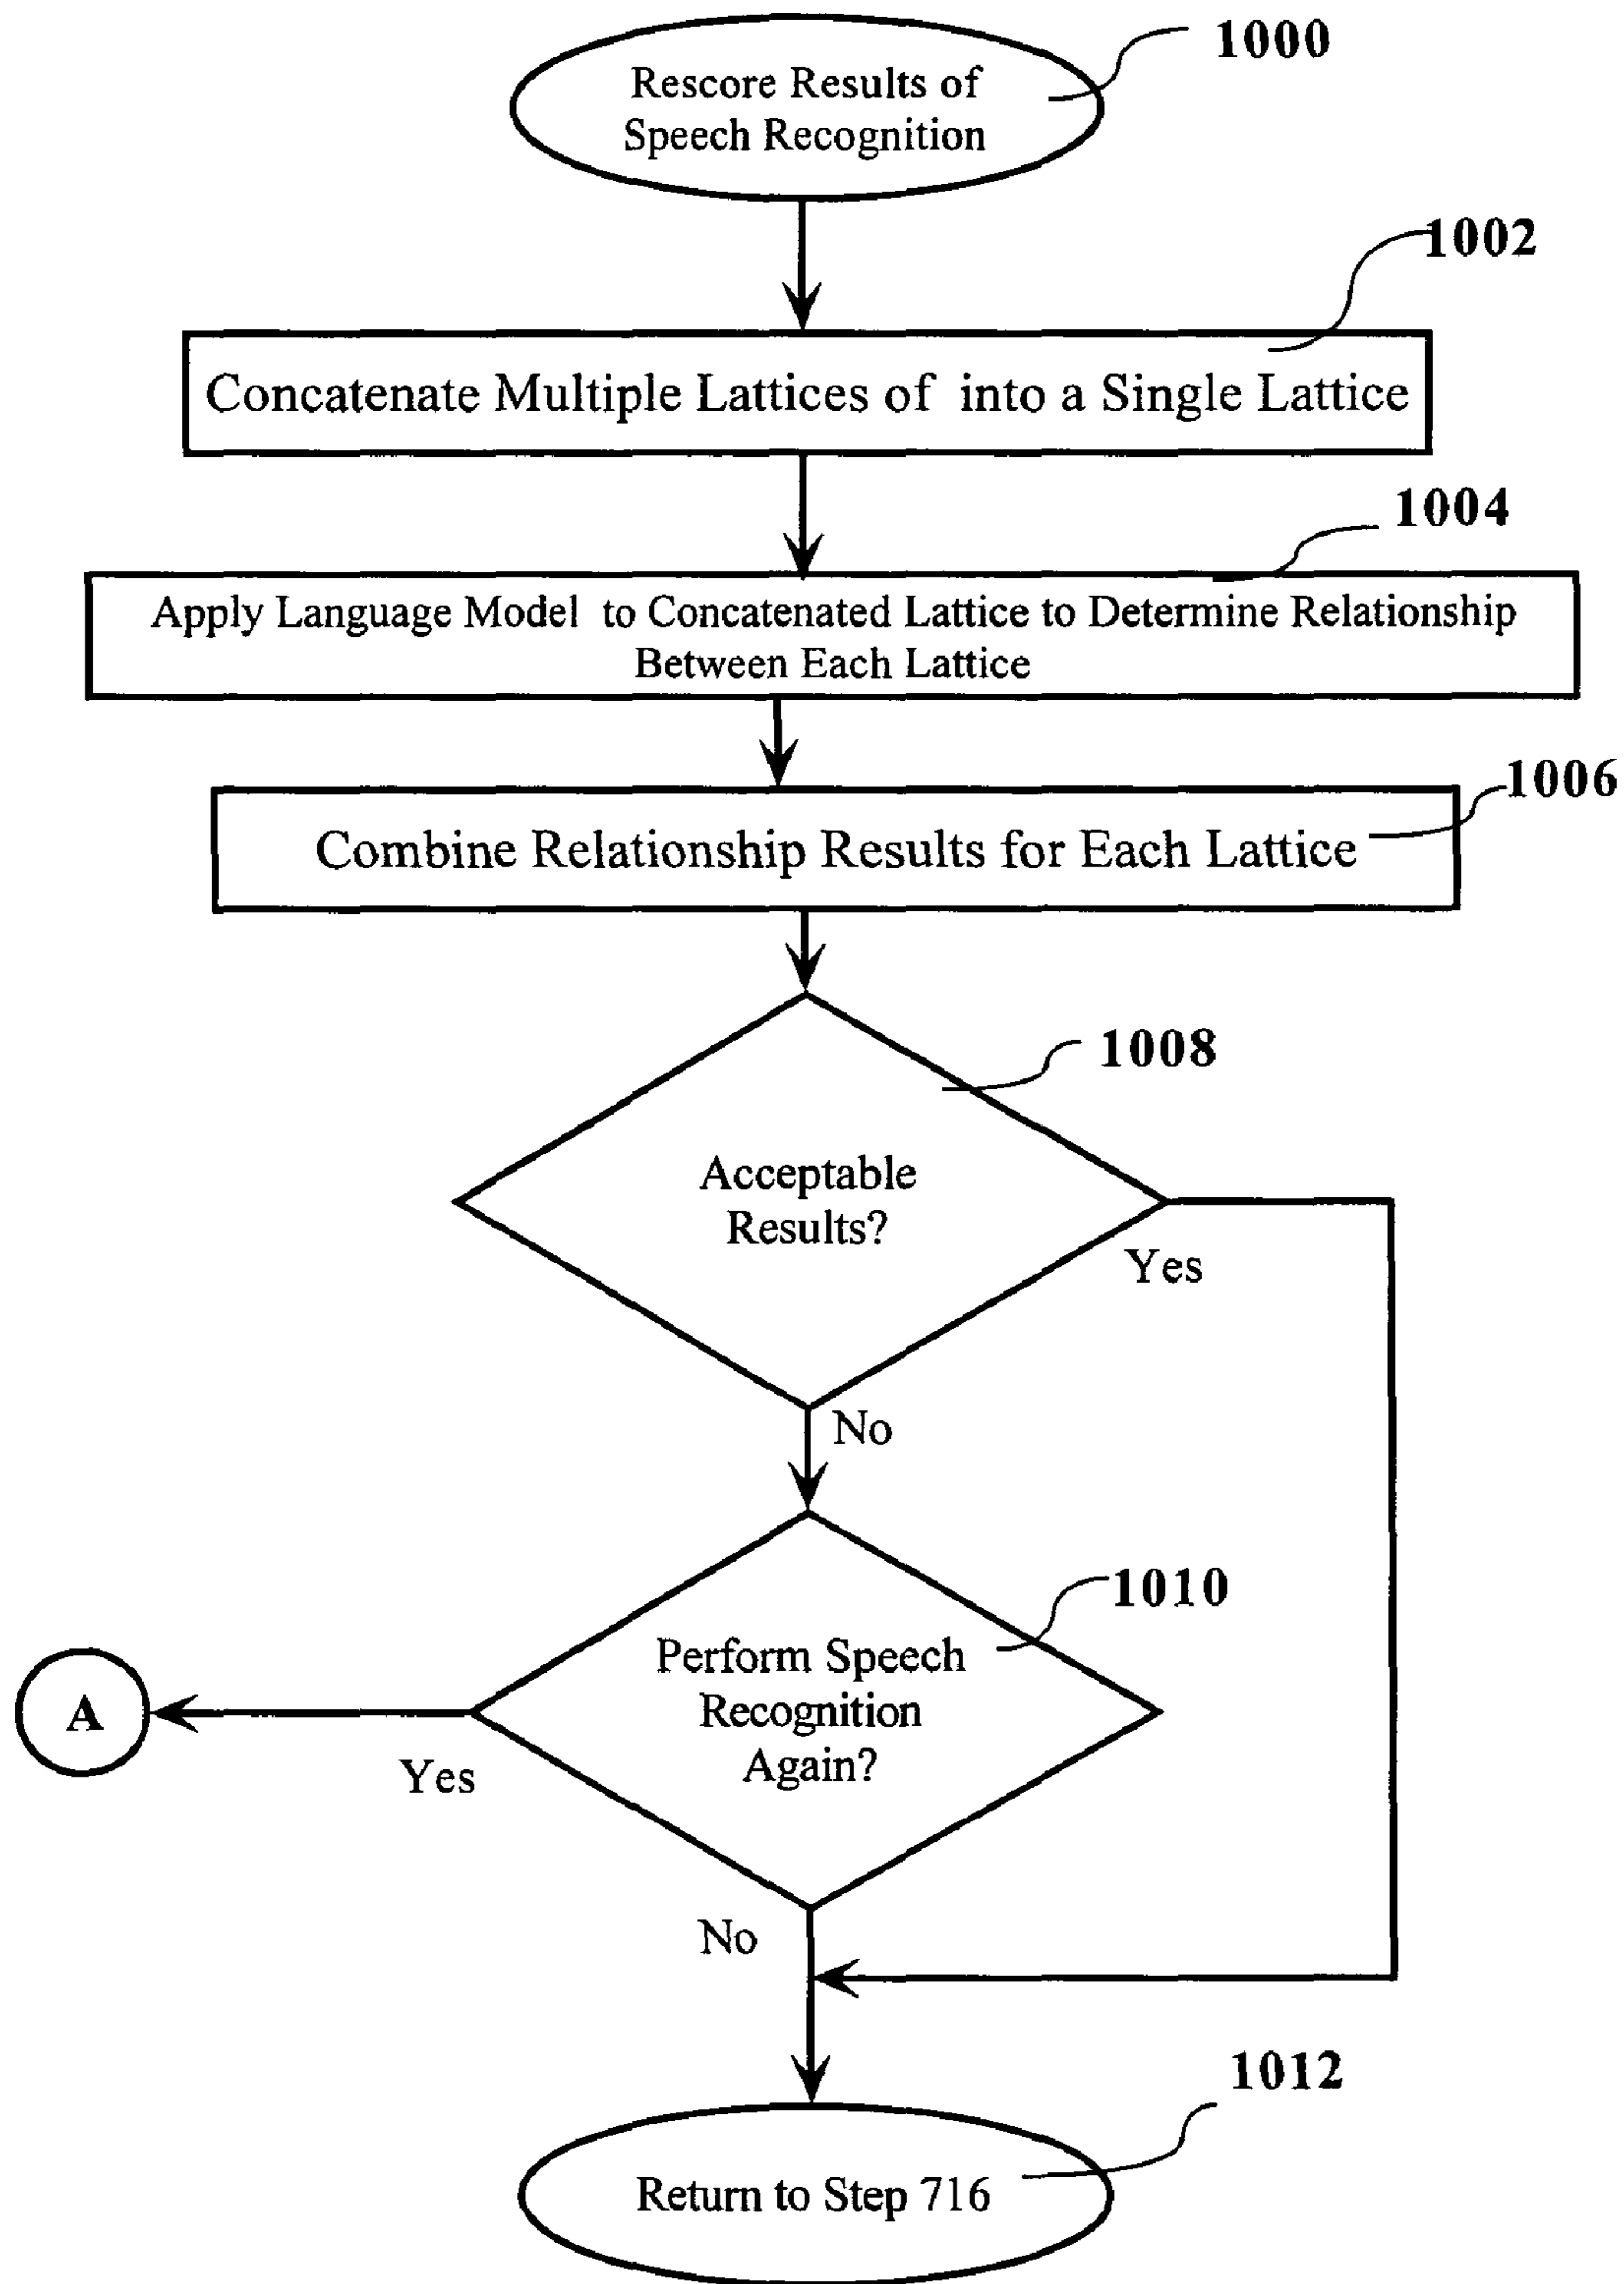 1000
Rescore Results of
Speech Recognition
1002
Concatenate Multiple Lattices of into a Single Lattice
1004
Apply Language Model to Concatenated Lattice to Determine Relationship
Between Each Lattice
1006
Combine Relationship Results for Each Lattice
1008
Acceptable
Results?
Yes
No
1010
Perform Speech
Recognition
Again?
A
Yes
No
1012
Return to Step 716